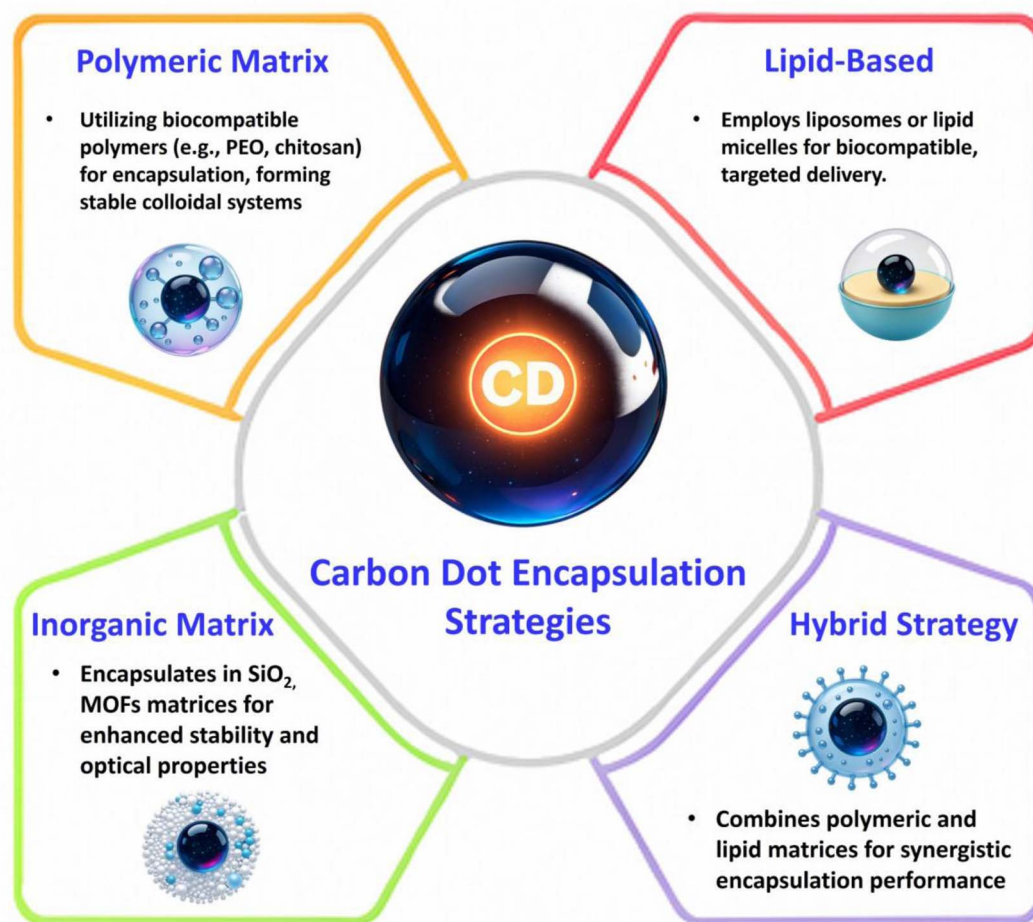 Polymeric Matrix
• Utilizing biocompatible
polymers (e.g., PEO, chitosan)
for encapsulation, forming
stable colloidal systems
Lipid-Based
• Employs liposomes or lipid
micelles for biocompatible,
targeted delivery.
CD
Carbon Dot Encapsulation
Strategies
Inorganic Matrix
• Encapsulates in SiO₂,
MOFs matrices for
enhanced stability and
optical properties
Hybrid Strategy
• Combines polymeric and
lipid matrices for synergistic
encapsulation performance